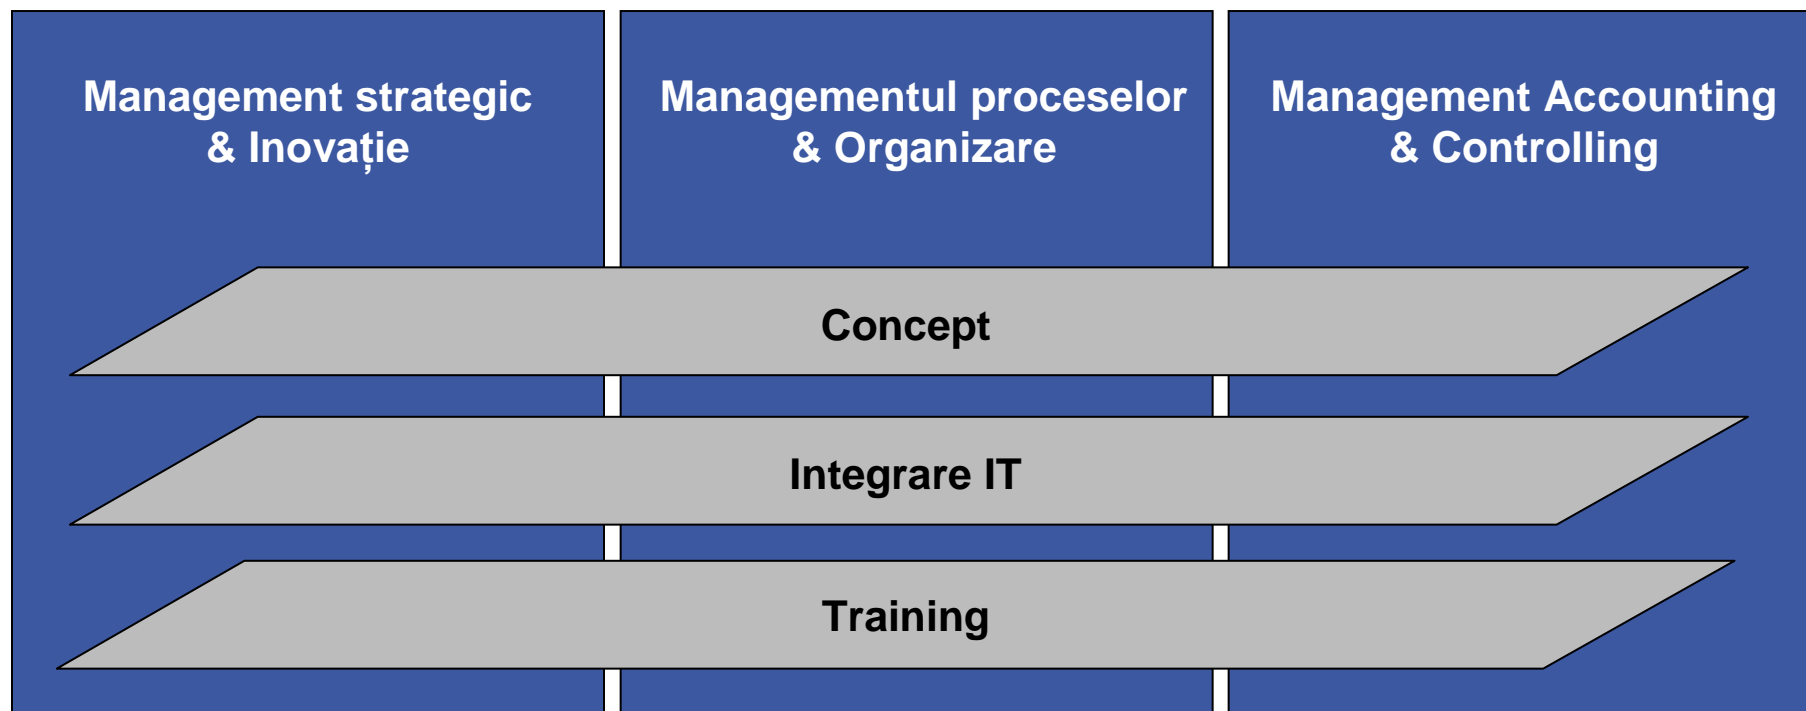 Management strategic
& Inovație
Managementul proceselor
& Organizare
Management Accounting
& Controlling
Concept
Integrare IT
Training